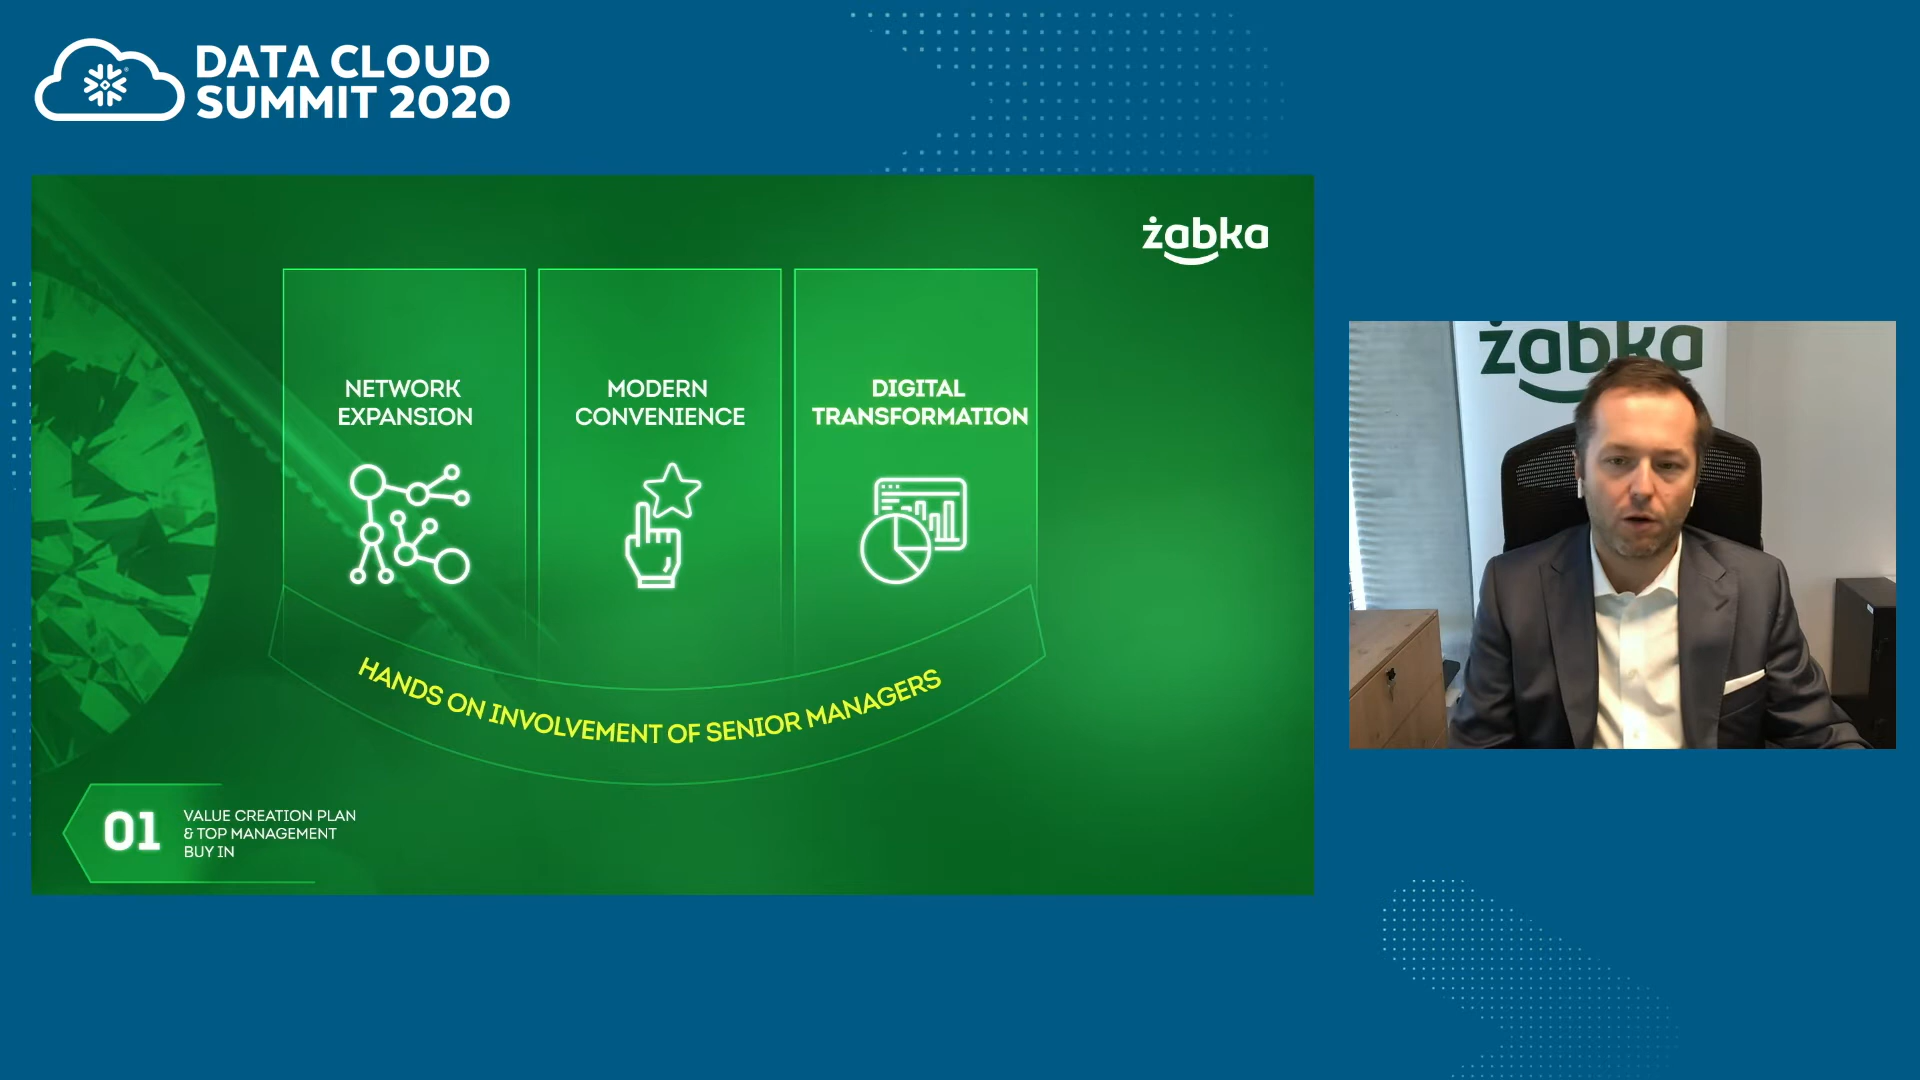 DATA CLOUD
SUMMIT 2020
żabka
NETWORK
EXPANSION
MODERN
CONVENIENCE
DIGITAL
TRANSFORMATION
HANDS ON INVOLVEMENT OF SENIOR MANAGERS
01
VALUE CREATION PLAN
& TOP MANAGEMENT
BUY IN
żabka